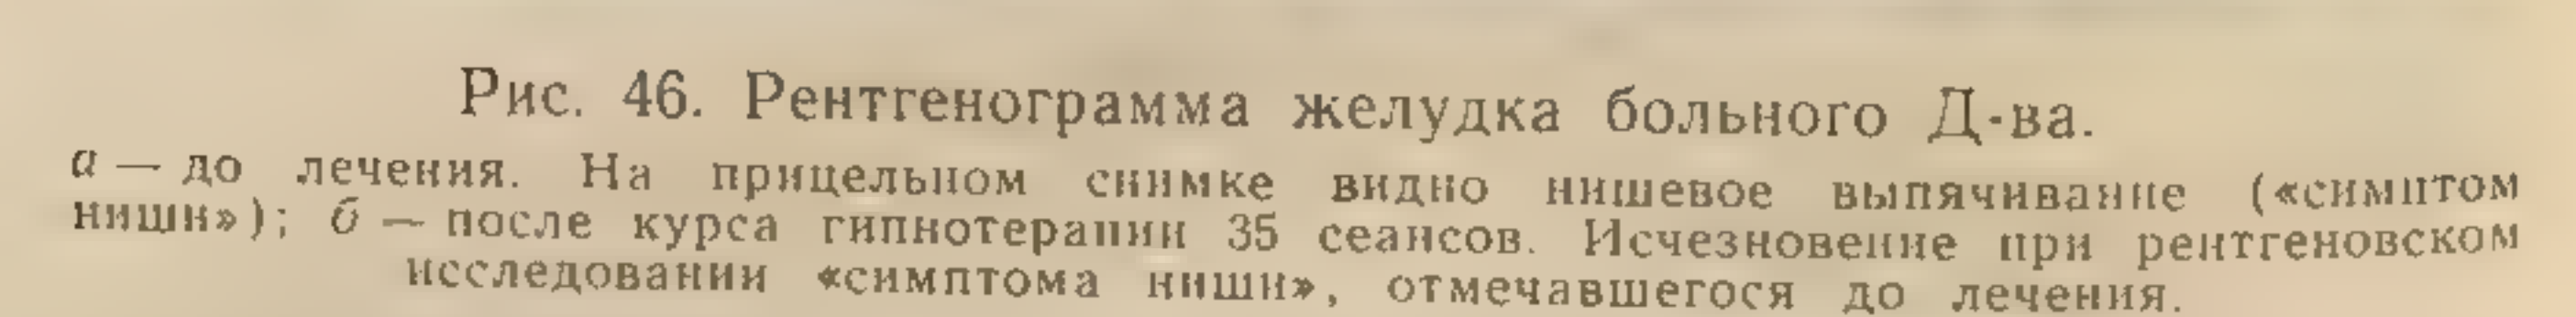 Рис. 46. Рентгенограмма желудка больного Д-ва.
а — до лечения. На прицельном снимке видно нишевое выпячивание («симптом
ниши»); б — после курса гипнотерапии 35 сеансов. Исчезновение при рентгеновском
исследовании «симптома ниши», отмечавшегося до лечения.